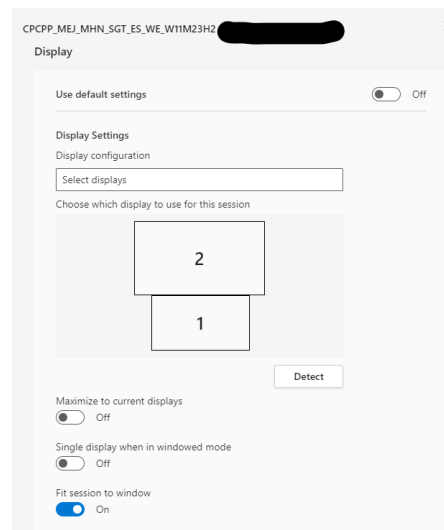 CPCPP_MEJ_MHN_SGT_ES_WE_W11M23H2
Display
Use default settings
Off
Display Settings
Display configuration
Select displays
Choose which display to use for this session
2
1
Detect
Maximize to current displays
Off
Single display when in windowed mode
Off
Fit session to window
On